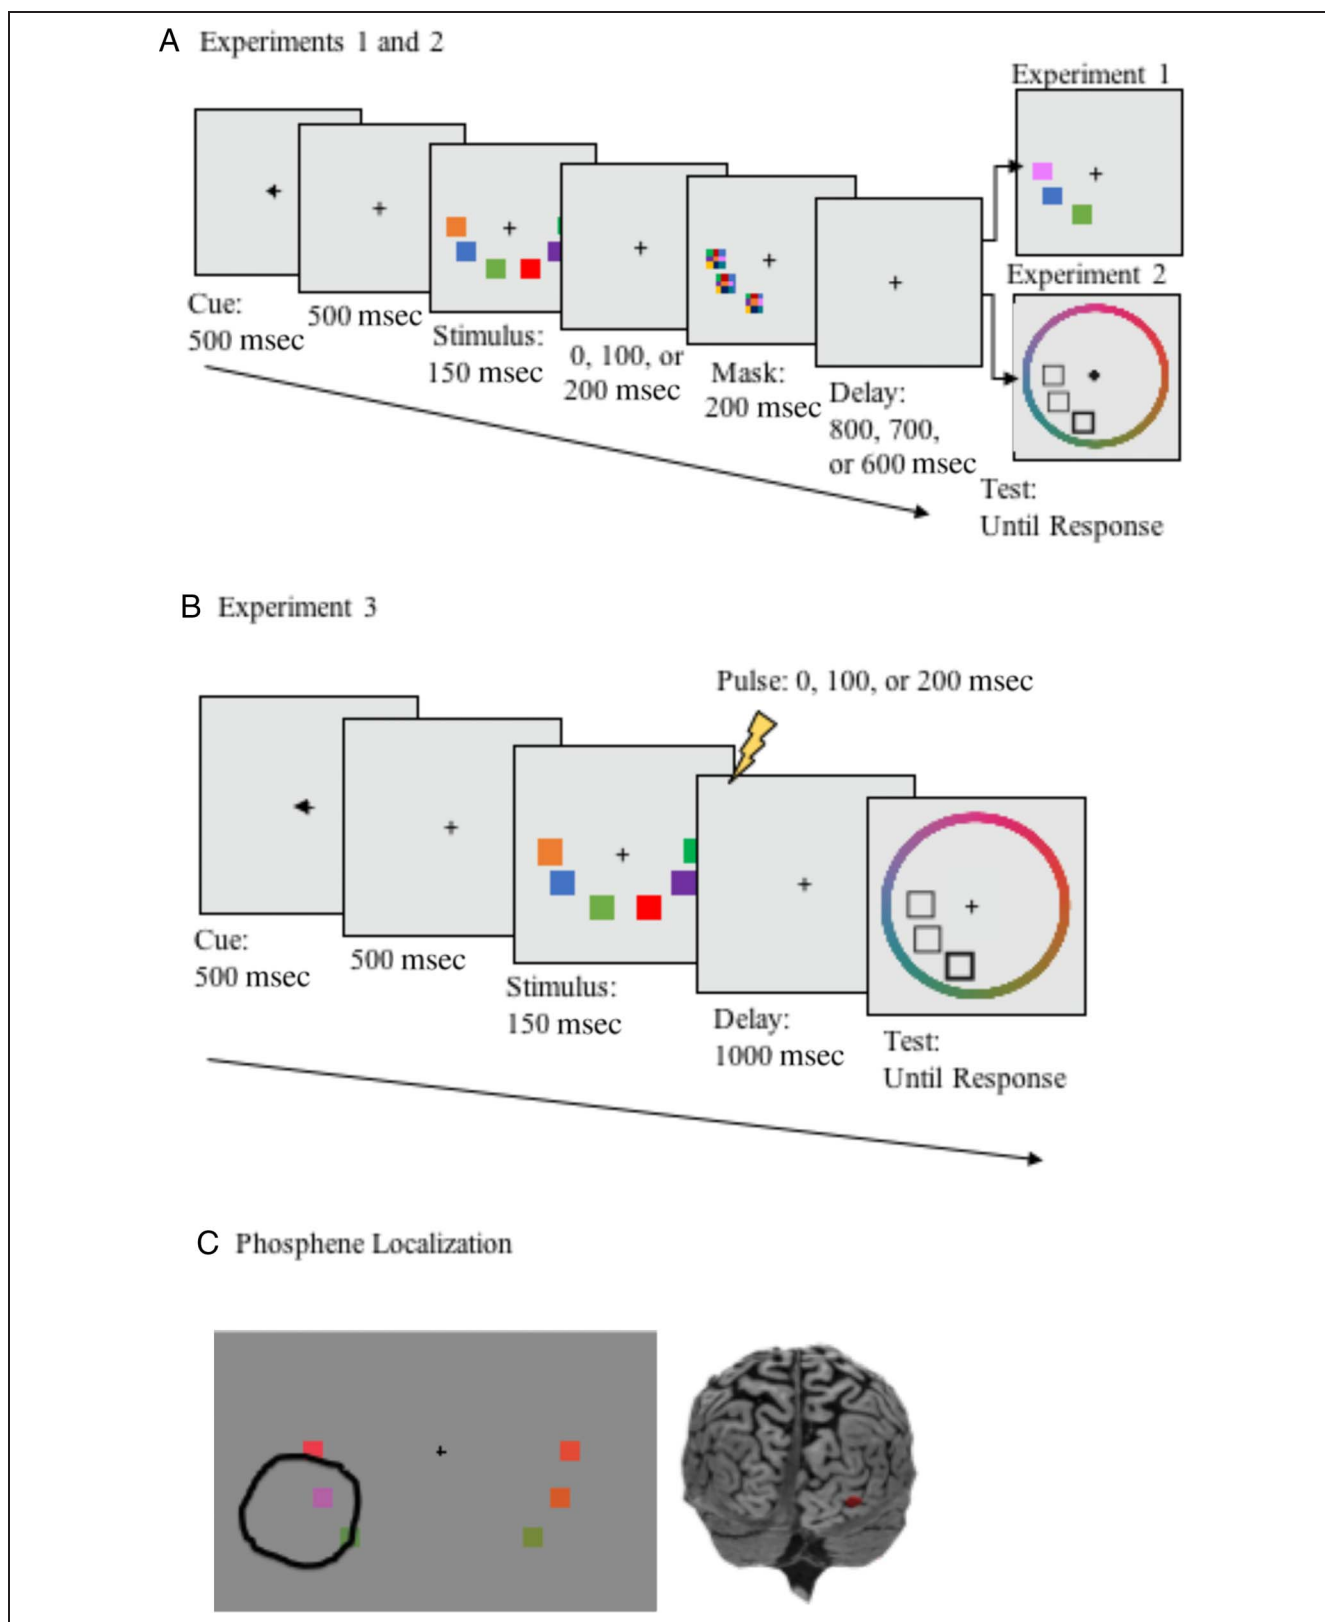 A Experiments 1 and 2
Experiment 1
Experiment 2
Cue:
500 msec
500 msec
Stimulus:
150 msec
0, 100, or
200 msec
Mask:
200 msec
Delay:
800, 700,
or 600 msec
Test:
Until Response
B Experiment 3
Pulse: 0, 100, or 200 msec
Cue:
500 msec
500 msec
Stimulus:
150 msec
Delay:
1000 msec
Test:
Until Response
C Phosphene Localization